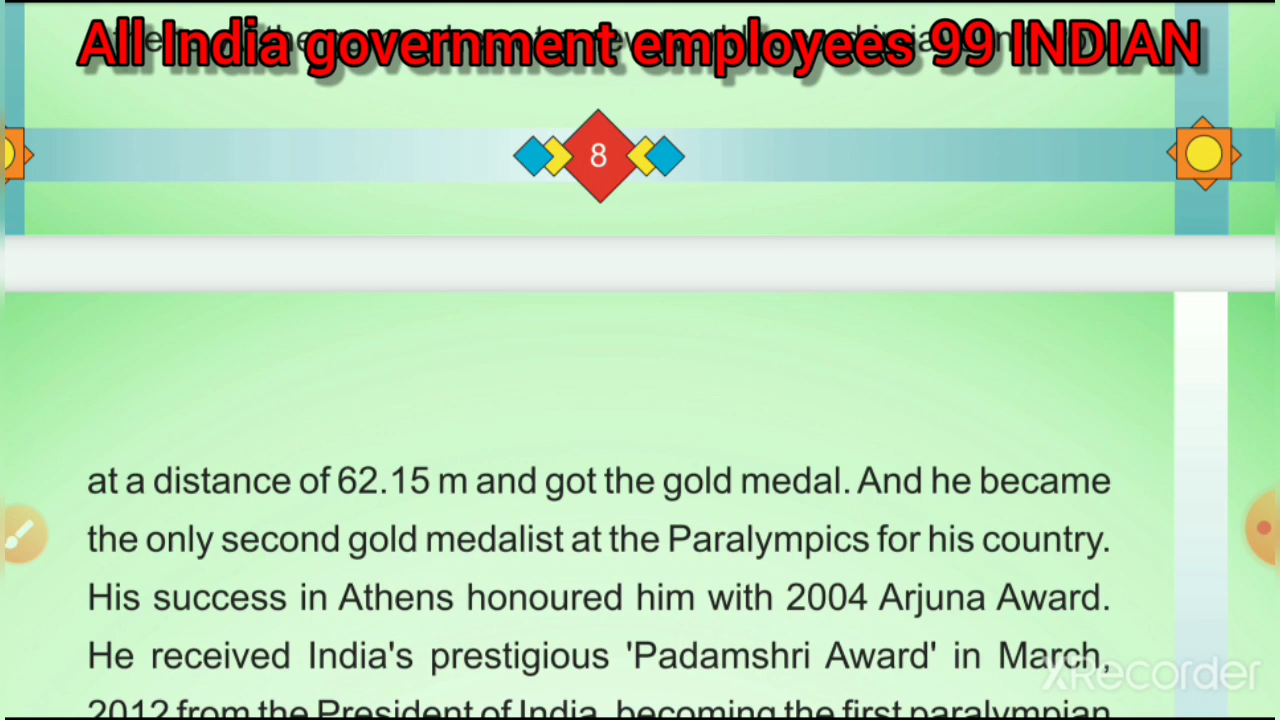 All India government employees 99 INDIAN
8
at a distance of 62.15 m and got the gold medal. And he became
the only second gold medalist at the Paralympics for his country.
His success in Athens honoured him with 2004 Arjuna Award.
He received India's prestigious 'Padamshri Award' in March,
XRecorder
2012 from the President of India, becoming the first paralympian